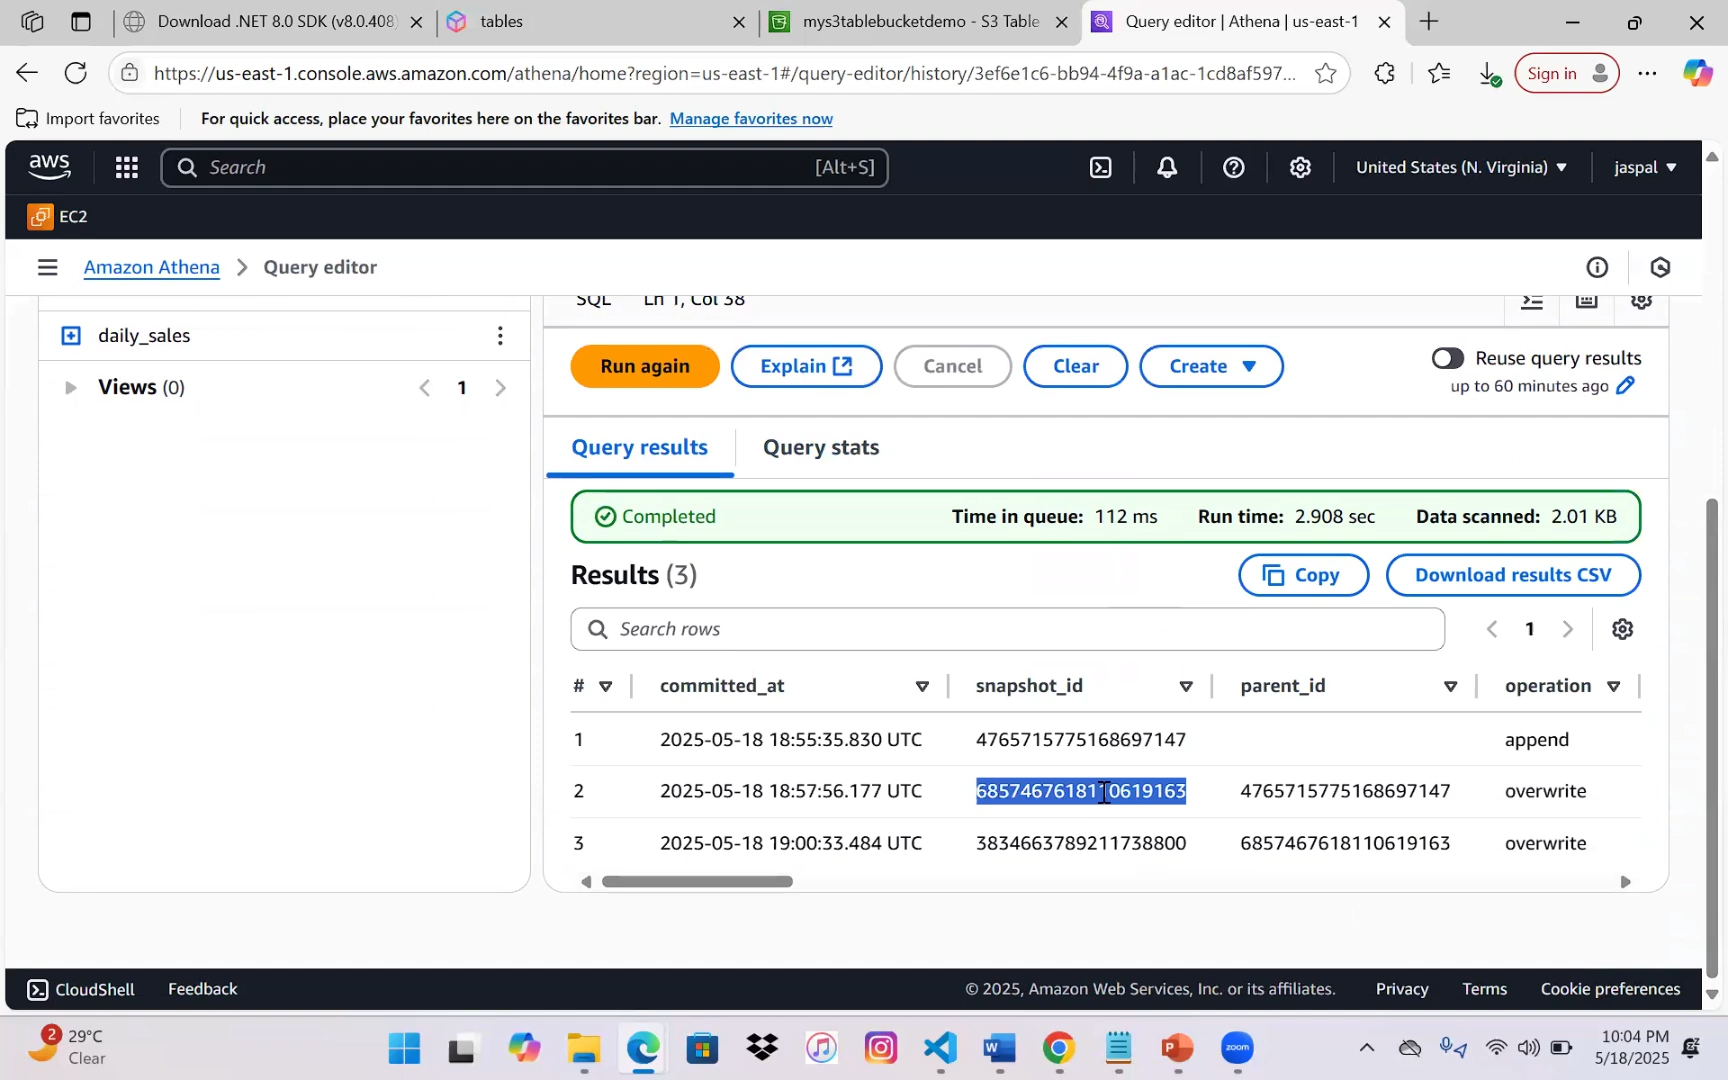 Download .NET 8.0 SDK (v8.0.408)
tables
mys3tablebucketdemo - S3 Table
Query editor | Athena | us-east-1
https://us-east-1.console.aws.amazon.com/athena/home?region=us-east-1#/query-editor/history/3ef6e1c6-bb94-4f9a-a1ac-1cd8af597...
Sign in
Import favorites
For quick access, place your favorites here on the favorites bar. Manage favorites now
aws
Search
[Alt+S]
United States (N. Virginia)
jaspal
EC2
Amazon Athena
Query editor
SQL Ln 1, Col 38
daily_sales
Views (0)
1
Run again
Explain
Cancel
Clear
Create
Reuse query results
up to 60 minutes ago
Query results
Query stats
Completed
Time in queue: 112 ms
Run time: 2.908 sec
Data scanned: 2.01 KB
Results (3)
Copy
Download results CSV
Search rows
1
# committed_at snapshot_id parent_id operation
1 2025-05-18 18:55:35.830 UTC 4765715775168697147 append
2 2025-05-18 18:57:56.177 UTC 6857467618110619163 4765715775168697147 overwrite
3 2025-05-18 19:00:33.484 UTC 3834663789211738800 6857467618110619163 overwrite
CloudShell
Feedback
© 2025, Amazon Web Services, Inc. or its affiliates.
Privacy
Terms
Cookie preferences
2
29°C
Clear
W
P
zoom
10:04 PM
5/18/2025